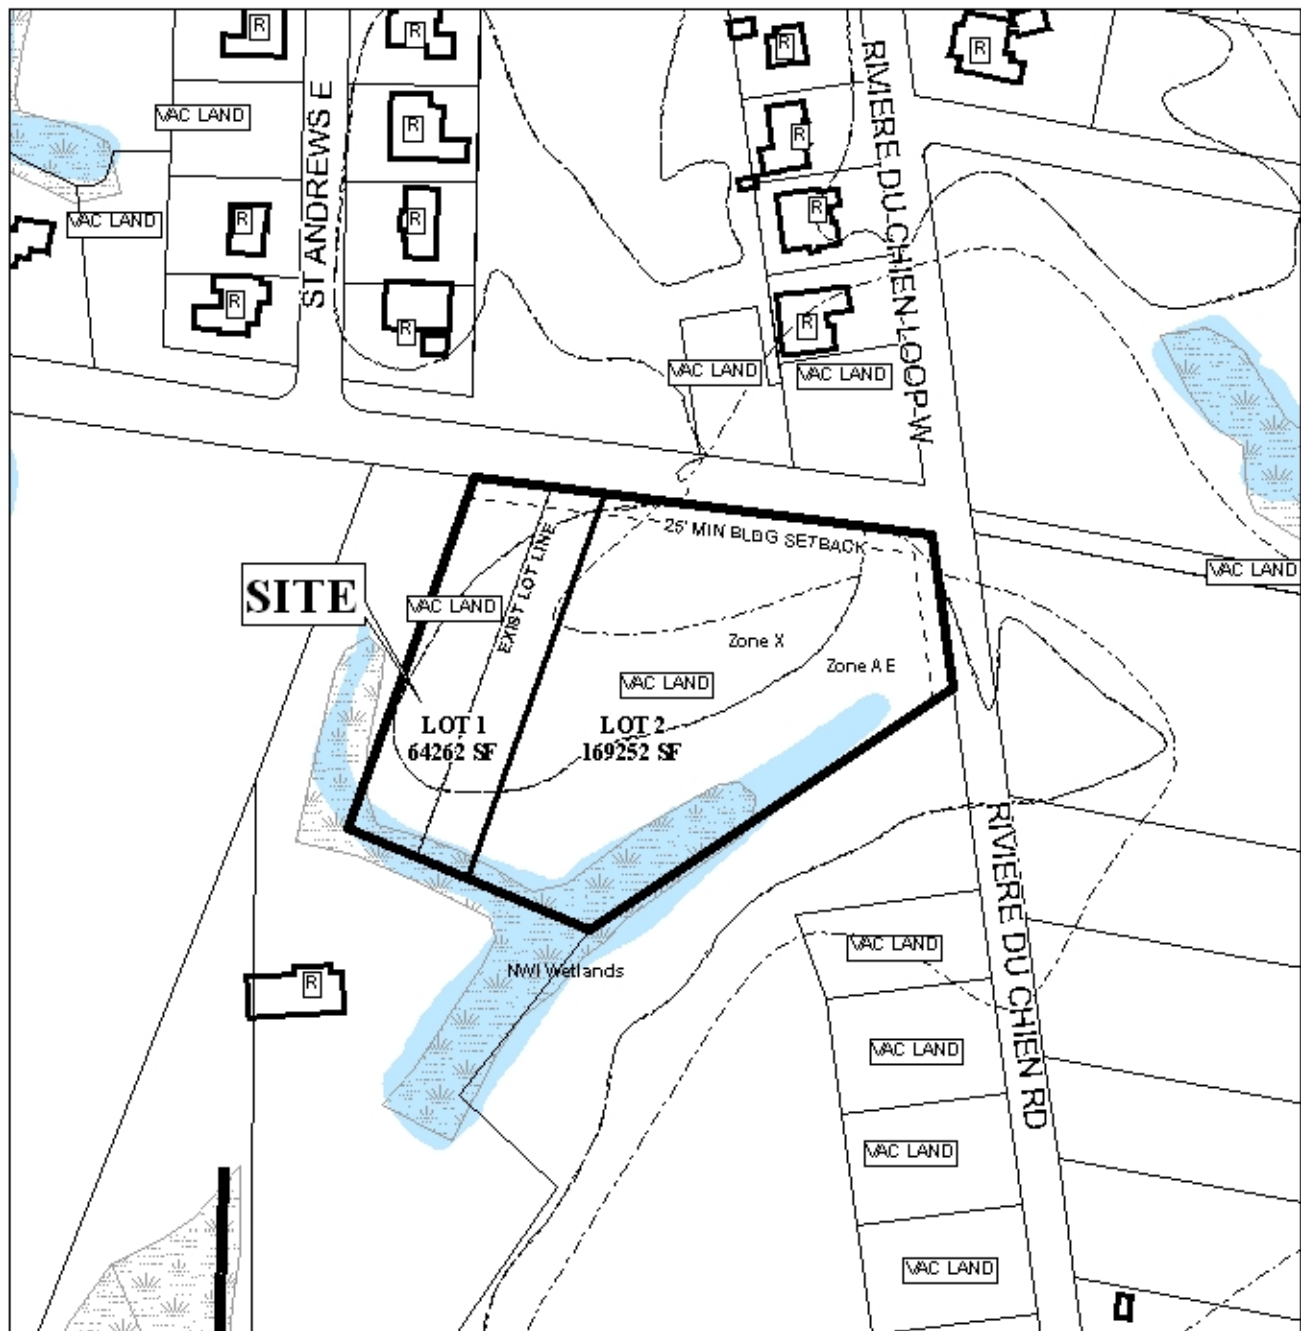 R
R
R
R
VAC LAND
R
R
R
VAC LAND
R
R
R
R
R
R
VAC LAND
VAC LAND
ST ANDREWS E
RIVIERE DU CHIEN LOOP W
25' MIN BLDG SETBACK
EXIST LOT LINE
VAC LAND
SITE
VAC LAND
Zone X
Zone A E
VAC LAND
LOT 1
64262 SF
LOT 2
169252 SF
RIVIERE DU CHIEN RD
VAC LAND
NWI Wetlands
R
VAC LAND
VAC LAND
VAC LAND